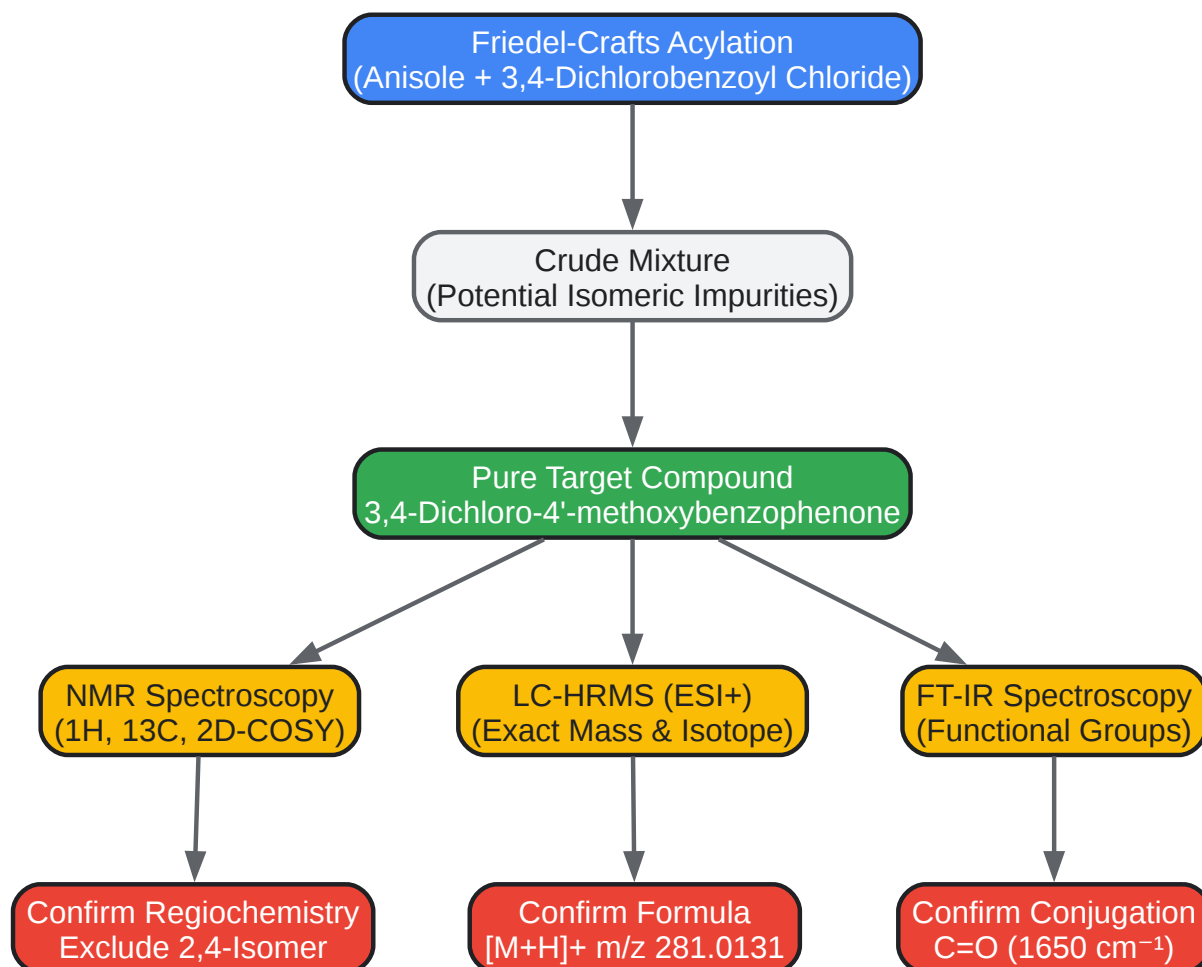 Friedel-Crafts Acylation
(Anisole + 3,4-Dichlorobenzoyl Chloride)
Crude Mixture
(Potential Isomeric Impurities)
Pure Target Compound
3,4-Dichloro-4'-methoxybenzophenone
NMR Spectroscopy
(1H, 13C, 2D-COSY)
LC-HRMS (ESI+)
(Exact Mass & Isotope)
FT-IR Spectroscopy
(Functional Groups)
Confirm Regiochemistry
Exclude 2,4-Isomer
Confirm Formula
[M+H]+ m/z 281.0131
Confirm Conjugation
C=O (1650 cm⁻¹)